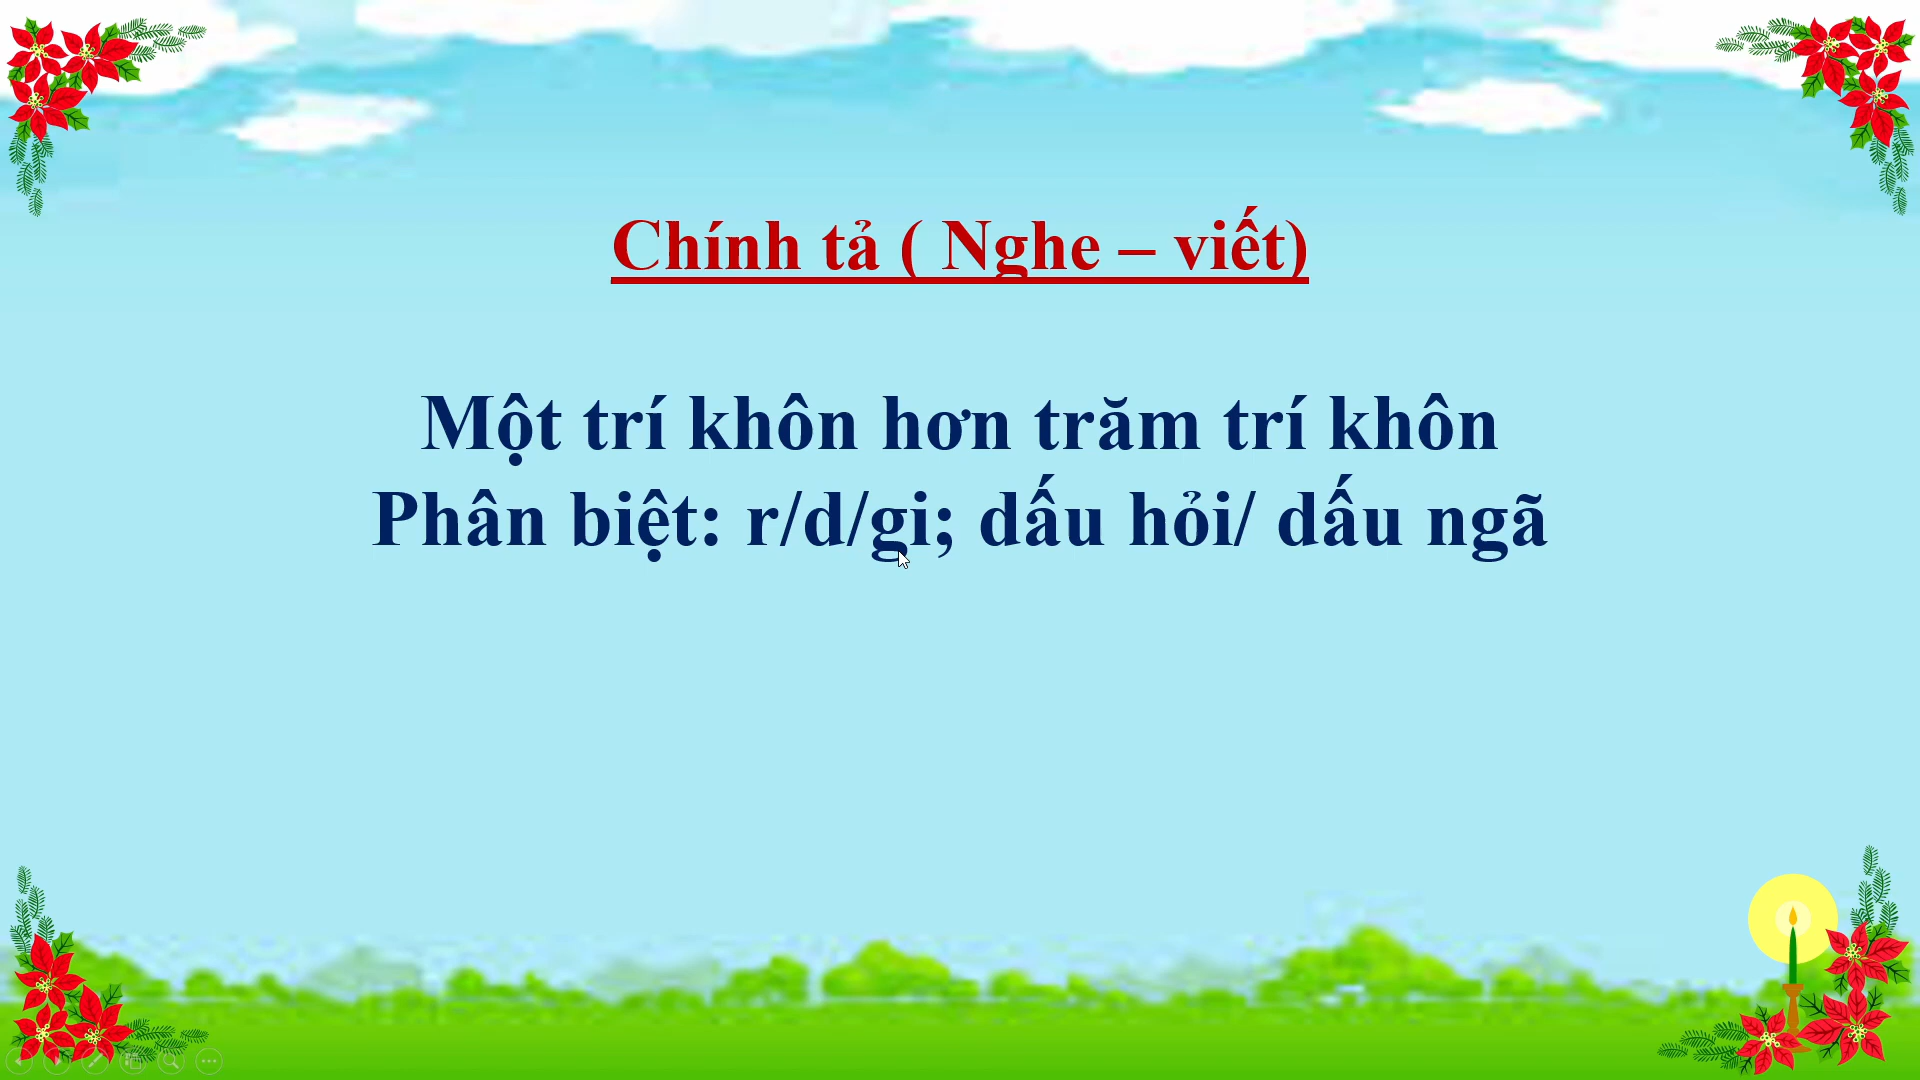 Chính tả ( Nghe – viết)
Một trí khôn hơn trăm trí khôn
Phân biệt: r/d/gi; dấu hỏi/ dấu ngã